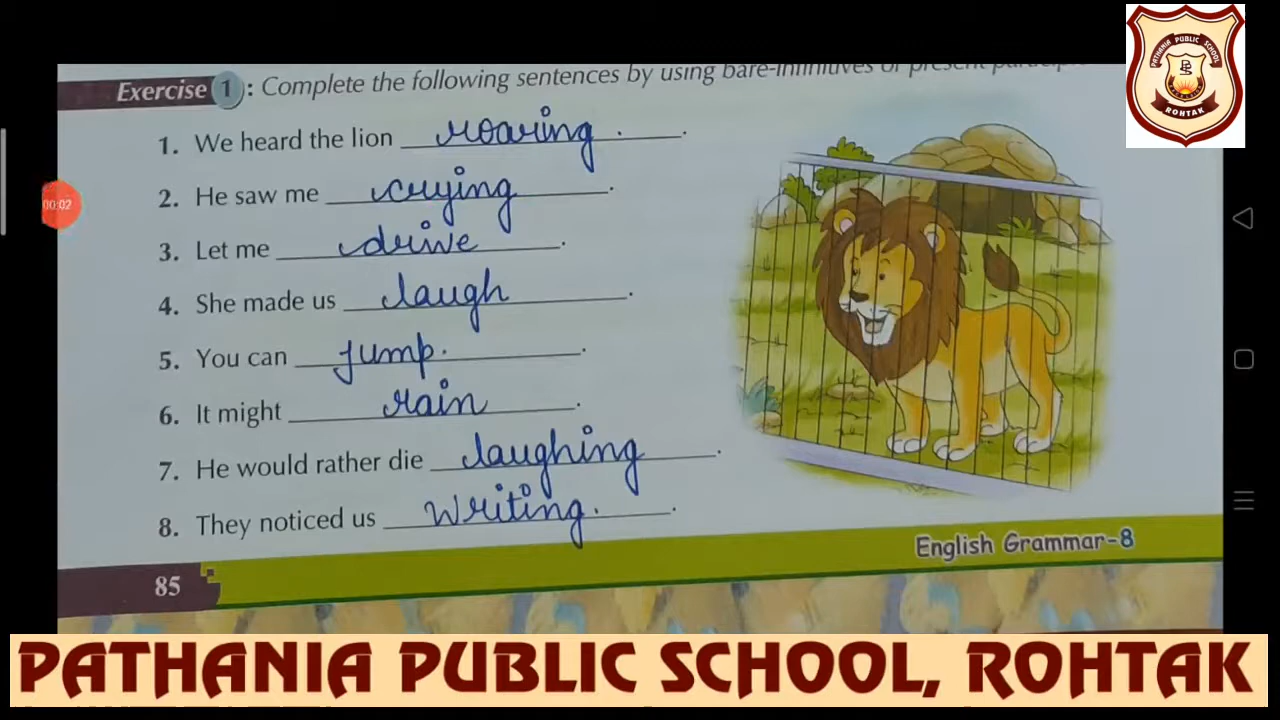 PATHANIA PUBLIC SCHOOL
ROHTAK
Exercise 1 : Complete the following sentences by using bare-infinitives or present
1. We heard the lion roaring.
2. He saw me crying.
3. Let me drive.
4. She made us laugh.
5. You can jump.
6. It might rain.
7. He would rather die laughing.
8. They noticed us writing.
00:02
English Grammar-8
85
PATHANIA PUBLIC SCHOOL, ROHTAK